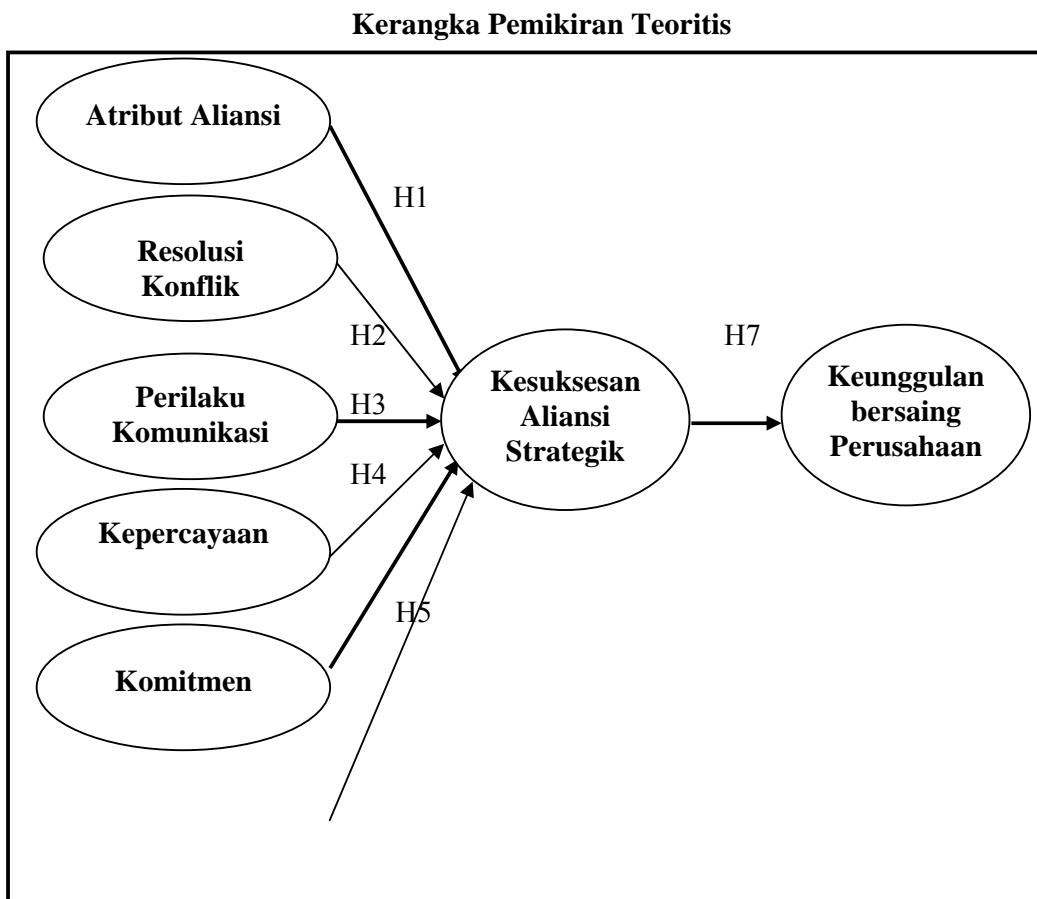 Kerangka Pemikiran Teoritis
Atribut Aliansi
H1
Resolusi
Konflik
H2
Perilaku
Komunikasi
H3
Kepercayaan
H4
Komitmen
H5
Kesuksesan
Aliansi
Strategik
H7
Keunggulan
bersaing
Perusahaan